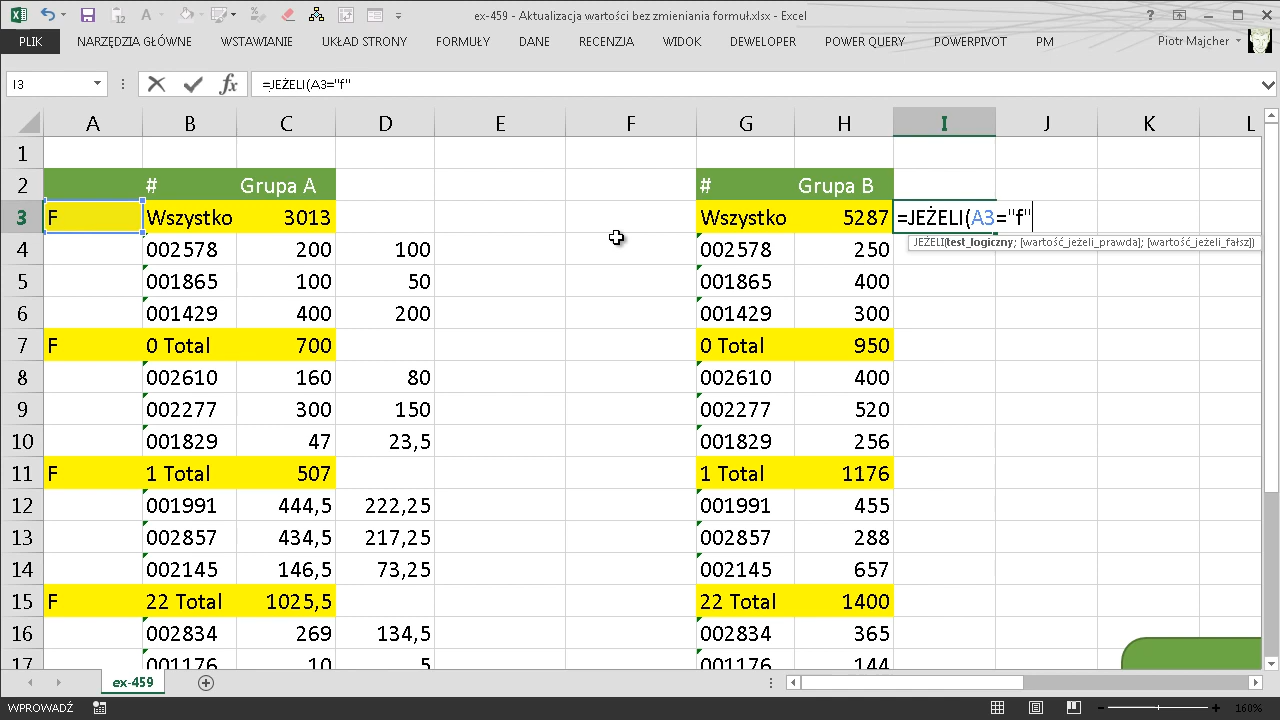 ex-459 - Aktualizacja wartości bez zmieniania formuł.xlsx - Excel
PLIK NARZĘDZIA GŁÓWNE WSTAWIANIE UKŁAD STRONY FORMUŁY DANE RECENZJA WIDOK DEWELOPER POWER QUERY POWERPIVOT PM Piotr Majcher
I3 =JEŻELI(A3="f"
A B C D E F G H I J K L
1
2 # Grupa A # Grupa B
3 F Wszystko 3013 Wszystko 5287 =JEŻELI(A3="f"
JEŻELI(test_logiczny; [wartość_jeżeli_prawda]; [wartość_jeżeli_fałsz])
4 002578 200 100 002578 250
5 001865 100 50 001865 400
6 001429 400 200 001429 300
7 F 0 Total 700 0 Total 950
8 002610 160 80 002610 400
9 002277 300 150 002277 520
10 001829 47 23,5 001829 256
11 F 1 Total 507 1 Total 1176
12 001991 444,5 222,25 001991 455
13 002857 434,5 217,25 002857 288
14 002145 146,5 73,25 002145 657
15 F 22 Total 1025,5 22 Total 1400
16 002834 269 134,5 002834 365
17 001176 10 5 001176 144
ex-459
WPROWADŹ 160%